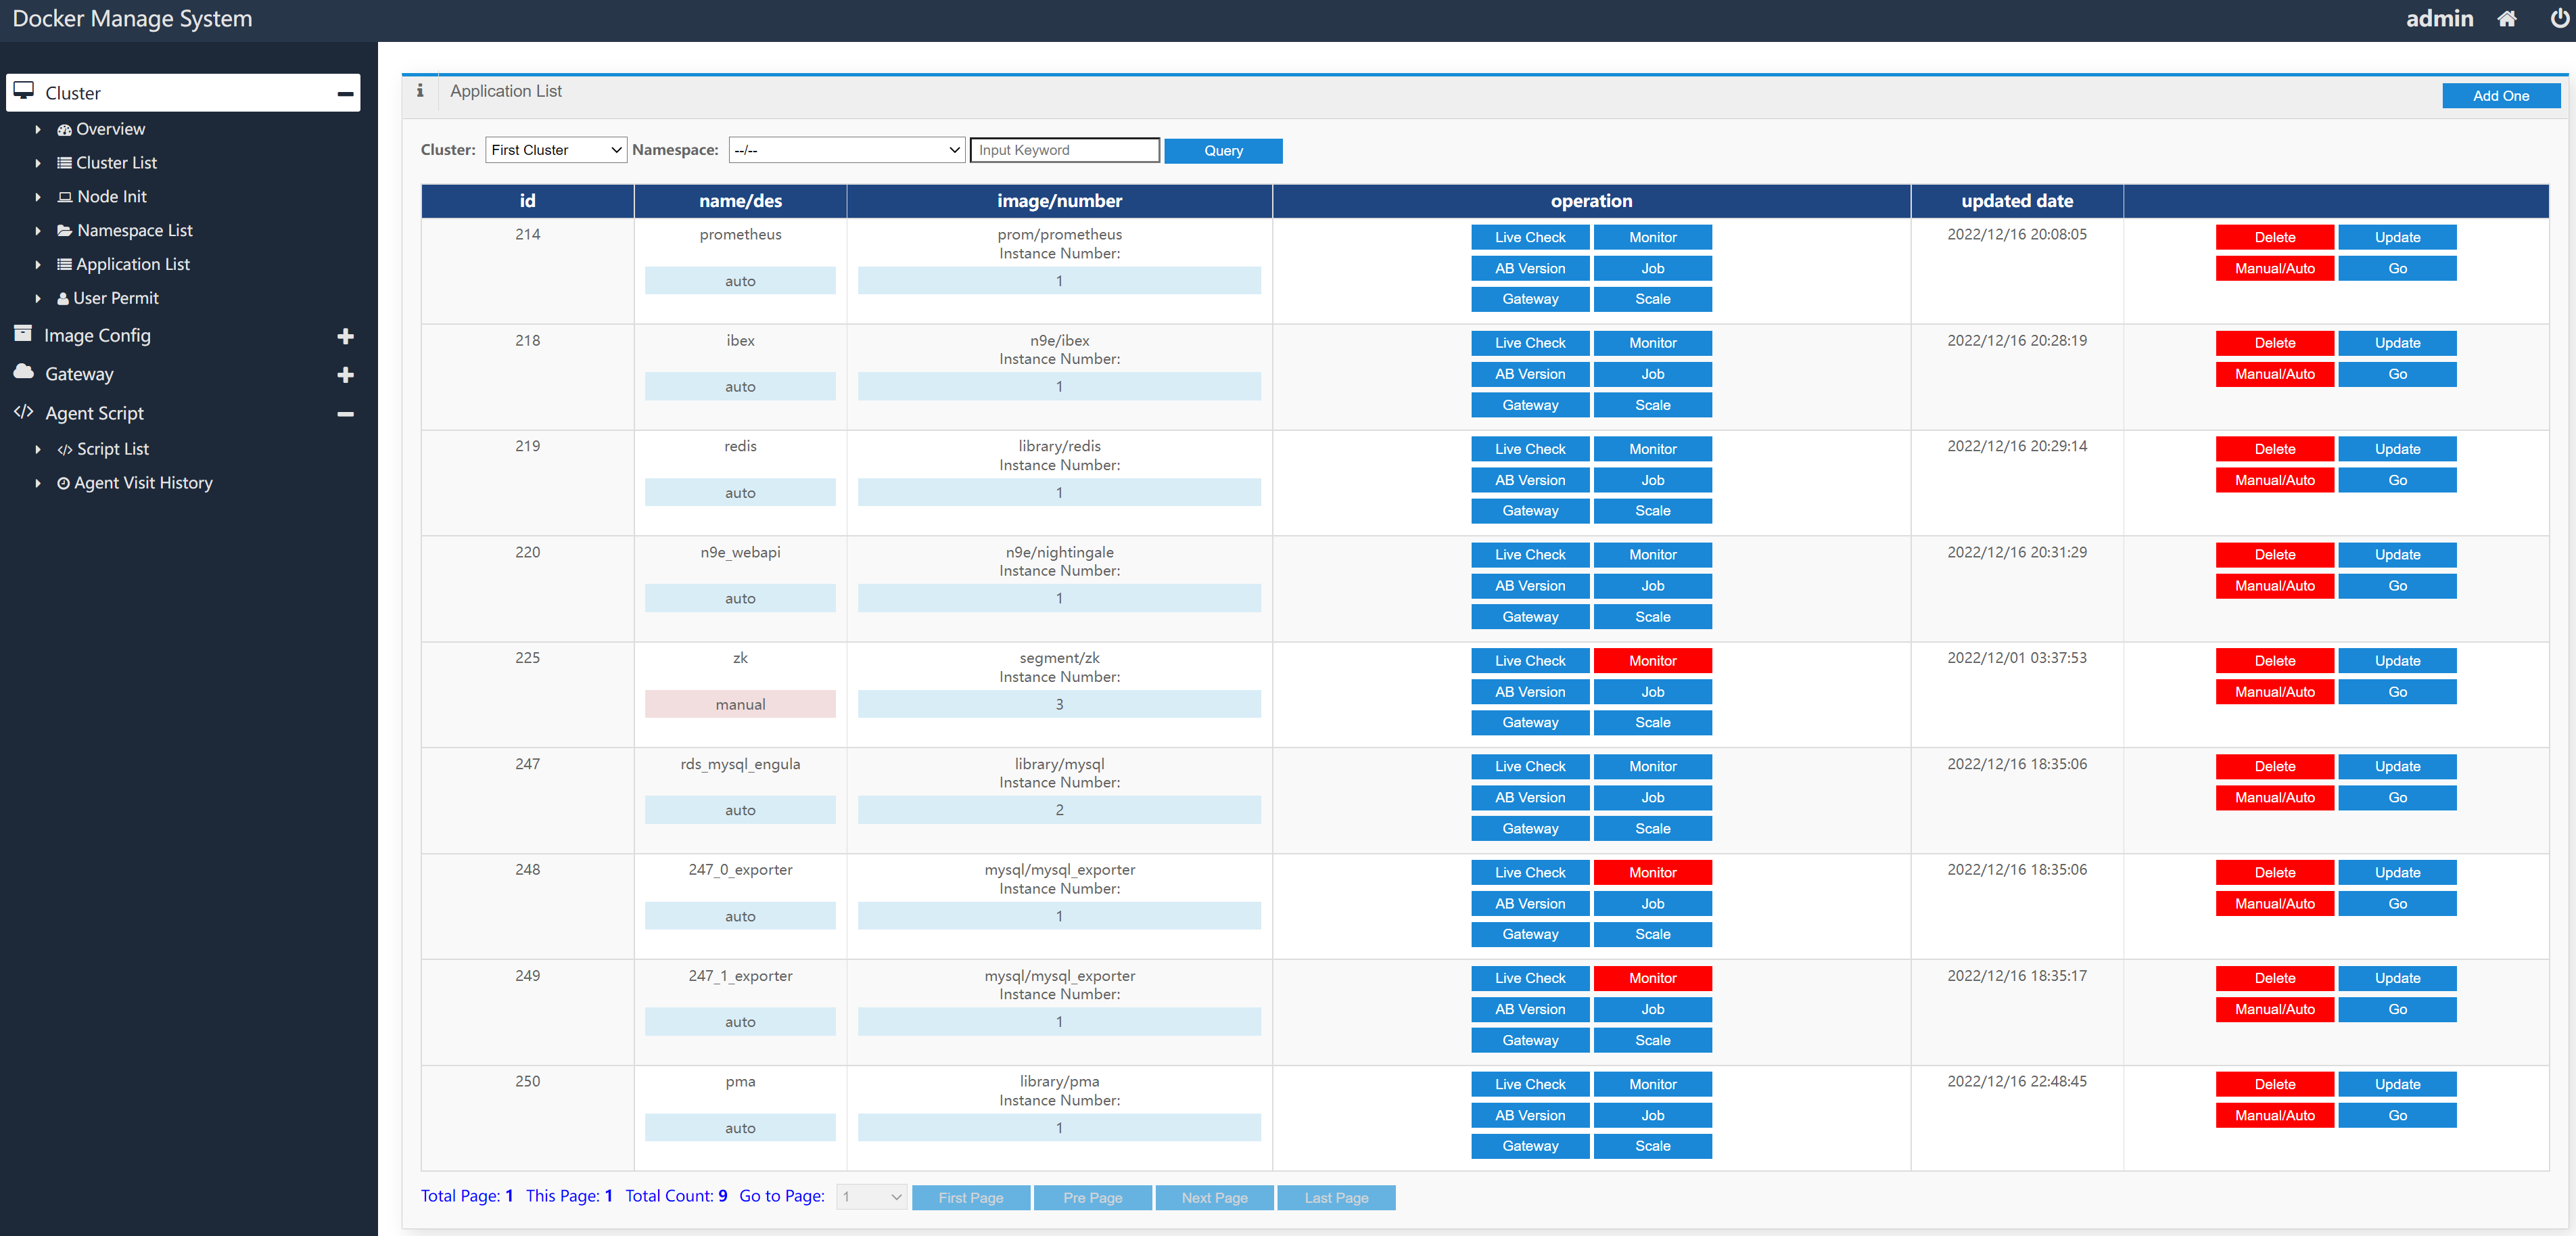 Docker Manage System
admin
Cluster
Overview
Cluster List
Node Init
Namespace List
Application List
User Permit
Image Config
Gateway
Agent Script
Script List
Agent Visit History
Application List
Add One
Cluster: First Cluster Namespace: --/-- Input Keyword Query
id name/des image/number operation updated date
214 prometheus prom/prometheus Live Check Monitor 2022/12/16 20:08:05 Delete Update
Instance Number:
auto 1 AB Version Job Manual/Auto Go
Gateway Scale
218 ibex n9e/ibex Live Check Monitor 2022/12/16 20:28:19 Delete Update
Instance Number:
auto 1 AB Version Job Manual/Auto Go
Gateway Scale
219 redis library/redis Live Check Monitor 2022/12/16 20:29:14 Delete Update
Instance Number:
auto 1 AB Version Job Manual/Auto Go
Gateway Scale
220 n9e_webapi n9e/nightingale Live Check Monitor 2022/12/16 20:31:29 Delete Update
Instance Number:
auto 1 AB Version Job Manual/Auto Go
Gateway Scale
225 zk segment/zk Live Check Monitor 2022/12/01 03:37:53 Delete Update
Instance Number:
manual 3 AB Version Job Manual/Auto Go
Gateway Scale
247 rds_mysql_engula library/mysql Live Check Monitor 2022/12/16 18:35:06 Delete Update
Instance Number:
auto 2 AB Version Job Manual/Auto Go
Gateway Scale
248 247_0_exporter mysql/mysql_exporter Live Check Monitor 2022/12/16 18:35:06 Delete Update
Instance Number:
auto 1 AB Version Job Manual/Auto Go
Gateway Scale
249 247_1_exporter mysql/mysql_exporter Live Check Monitor 2022/12/16 18:35:17 Delete Update
Instance Number:
auto 1 AB Version Job Manual/Auto Go
Gateway Scale
250 pma library/pma Live Check Monitor 2022/12/16 22:48:45 Delete Update
Instance Number:
auto 1 AB Version Job Manual/Auto Go
Gateway Scale
Total Page: 1 This Page: 1 Total Count: 9 Go to Page: 1 First Page Pre Page Next Page Last Page